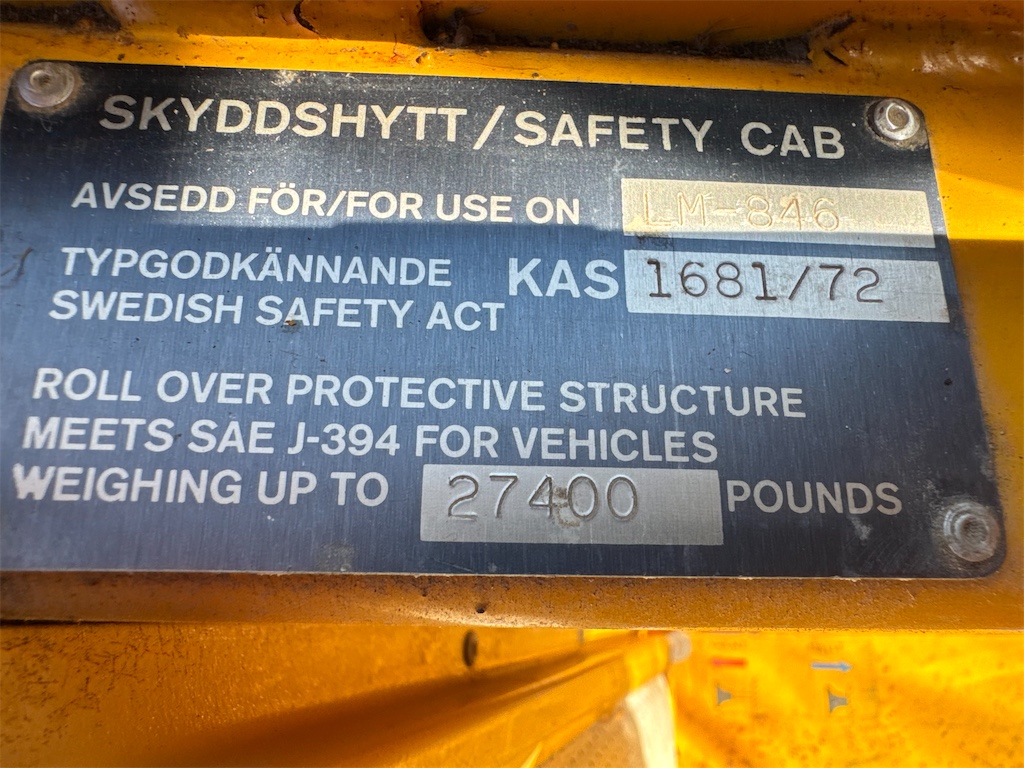 SKYDDSHYTT/SAFETY CAB
AVSEDD FÖR/FOR USE ON LM-846
TYPGODKÄNNANDE KAS 1681/72
SWEDISH SAFETY ACT
ROLL OVER PROTECTIVE STRUCTURE
MEETS SAE J-394 FOR VEHICLES
WEIGHING UP TO 27400 POUNDS